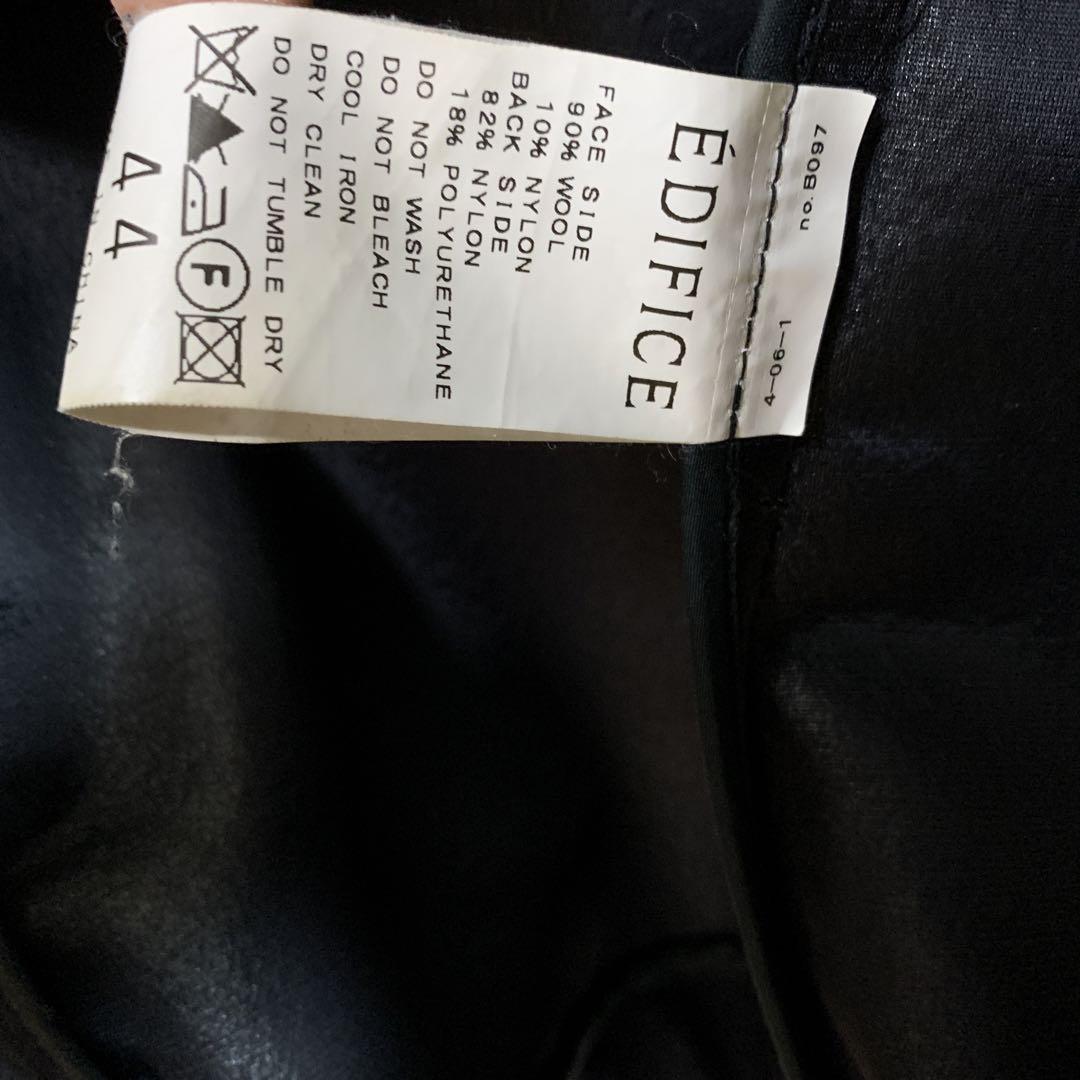 no.B097 4-06-1
ÉDIFICE
FACE SIDE
90% WOOL
10% NYLON
BACK SIDE
82% NYLON
18% POLYURETHANE
DO NOT WASH
DO NOT BLEACH
COOL IRON
DRY CLEAN
DO NOT TUMBLE DRY
F
44
CHINA